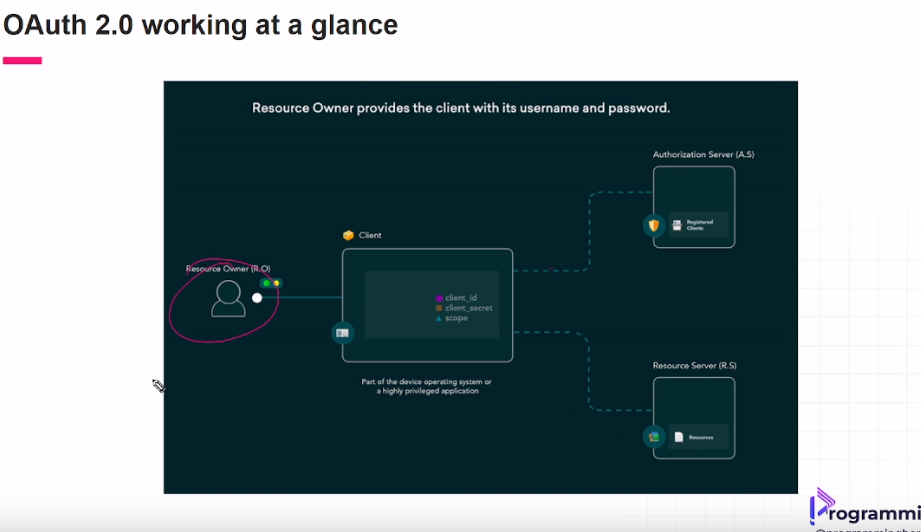 OAuth 2.0 working at a glance
Resource Owner provides the client with its username and password.
Authorization Server (A.S)
Registered
Clients
Client
Resource Owner (R.O)
client_id
client_secret
scope
Part of the device operating system or
a highly privileged application
Resource Server (R.S)
Resources
rogrammi